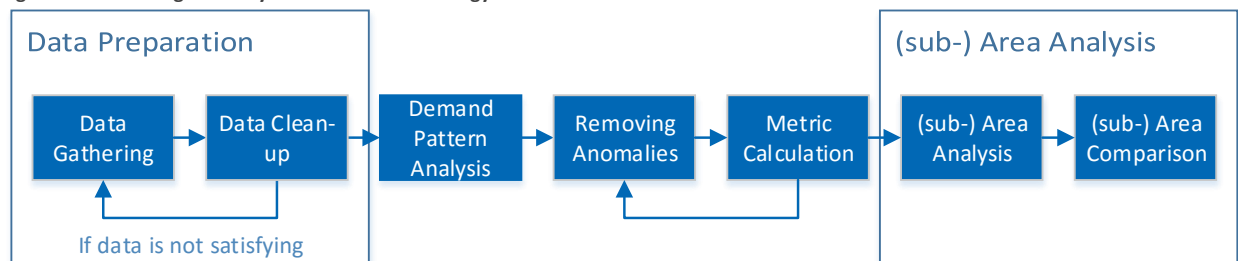 Data Preparation
(sub-) Area Analysis
Data
Gathering
Data Clean-
up
Demand
Pattern
Analysis
Removing
Anomalies
Metric
Calculation
(sub-) Area
Analysis
(sub-) Area
Comparison
If data is not satisfying